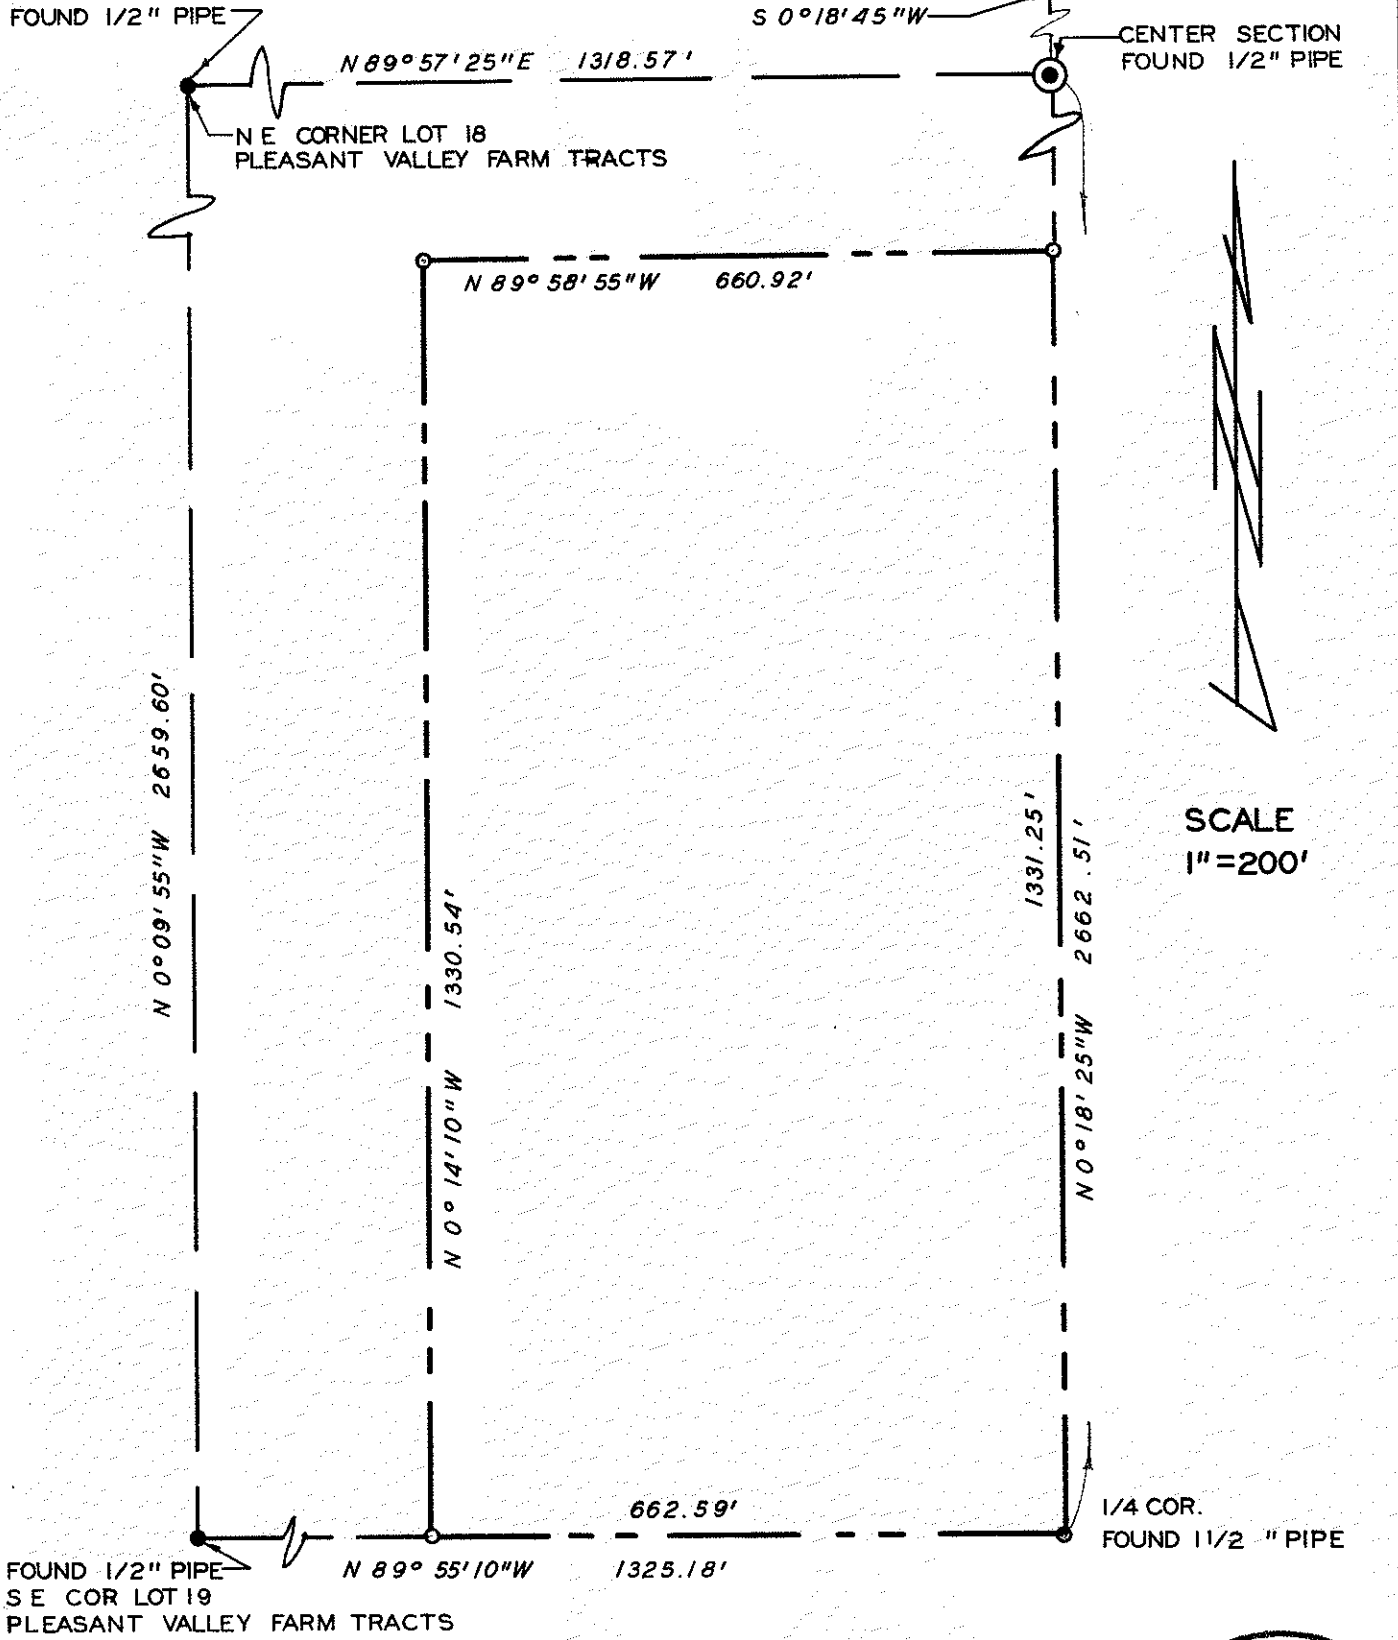 FOUND 1/2" PIPE
S 0°18'45"W
CENTER SECTION
FOUND 1/2" PIPE
N 89°57'25"E 1318.57'
N E CORNER LOT 18
PLEASANT VALLEY FARM TRACTS
N 89° 58' 55"W 660.92'
N 0°09'55"W 2659.60'
N 0° 14' 10"W 1330.54'
1331.25'
N 0°18' 25"W 2662.51'
N
SCALE
1"=200'
662.59'
1/4 COR.
FOUND 1 1/2 " PIPE
N 89° 55'10"W 1325.18'
FOUND 1/2" PIPE
S E COR LOT 19
PLEASANT VALLEY FARM TRACTS